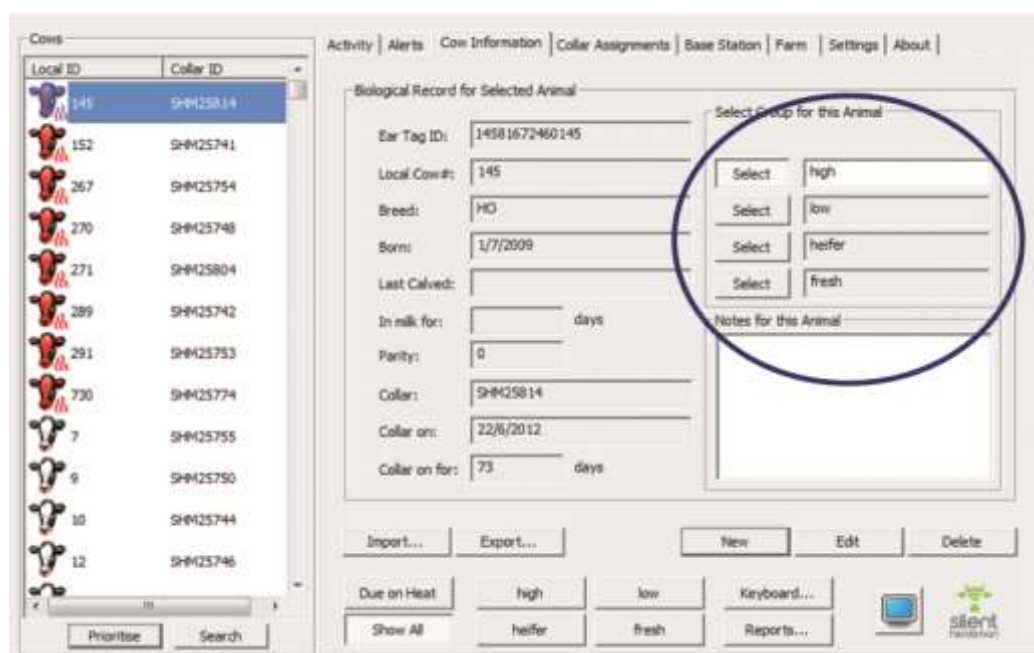 Cows
Local ID Collar ID
145 SHM25814
152 SHM25741
267 SHM25754
270 SHM25748
271 SHM25804
289 SHM25742
291 SHM25753
730 SHM25774
7 SHM25755
9 SHM25750
10 SHM25744
12 SHM25746
Prioritise Search
Activity Alerts Cow Information Collar Assignments Base Station Farm Settings About
Biological Record for Selected Animal
Ear Tag ID: 14581672460145
Local Cow#: 145
Breed: HO
Born: 1/7/2009
Last Calved:
In milk for: days
Parity: 0
Collar: SHM25814
Collar on: 22/6/2012
Collar on for: 73 days
Select Group for this Animal
Select high
Select low
Select heifer
Select fresh
Notes for this Animal
Import... Export... New Edit Delete
Due on Heat high low Keyboard...
Show All heifer fresh Reports...
silent
herdsman